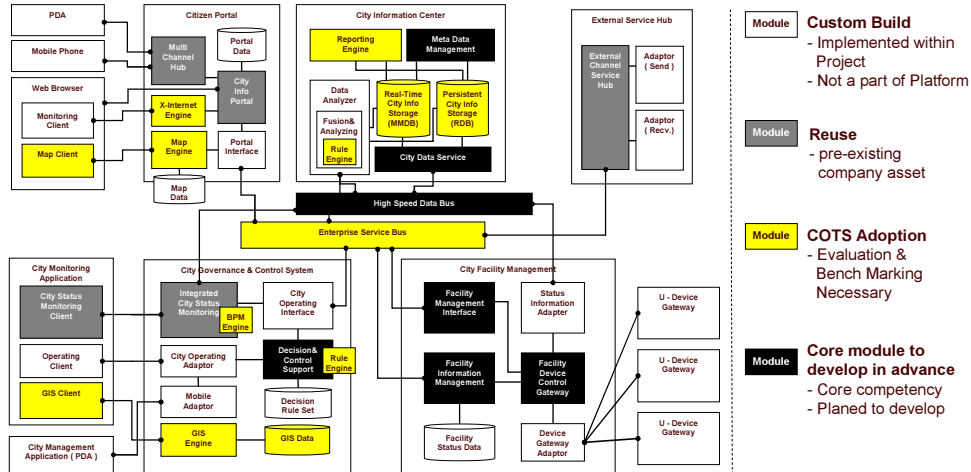 PDA
Mobile Phone
Web Browser
Monitoring
Client
Map Client
Citizen Portal
Multi
Channel
Hub
Portal
Data
City
Info
Portal
X-Internet
Engine
Map
Engine
Portal
Interface
Map
Data
City Information Center
Reporting
Engine
Meta Data
Management
Data
Analyzer
Fusion&
Analyzing
Rule
Engine
Real-Time
City Info
Storage
(MMDB)
Persistent
City Info
Storage
(RDB)
City Data Service
External Service Hub
External
Channel
Service
Hub
Adaptor
( Send )
Adaptor
( Recv.)
High Speed Data Bus
Enterprise Service Bus
City Monitoring
Application
City Status
Monitoring
Client
Operating
Client
GIS Client
City Management
Application ( PDA )
City Governance & Control System
Integrated
City Status
Monitoring
BPM
Engine
City
Operating
Interface
City Operating
Adaptor
Decision&
Control
Support
Rule
Engine
Mobile
Adaptor
Decision
Rule Set
GIS
Engine
GIS Data
City Facility Management
Facility
Management
Interface
Status
Information
Adapter
Facility
Information
Management
Facility
Device
Control
Gateway
Facility
Status Data
Device
Gateway
Adaptor
U - Device
Gateway
U - Device
Gateway
U - Device
Gateway
Module
Custom Build
- Implemented within
Project
- Not a part of Platform
Module
Reuse
- pre-existing
company asset
Module
COTS Adoption
- Evaluation &
Bench Marking
Necessary
Module
Core module to
develop in advance
- Core competency
- Planed to develop